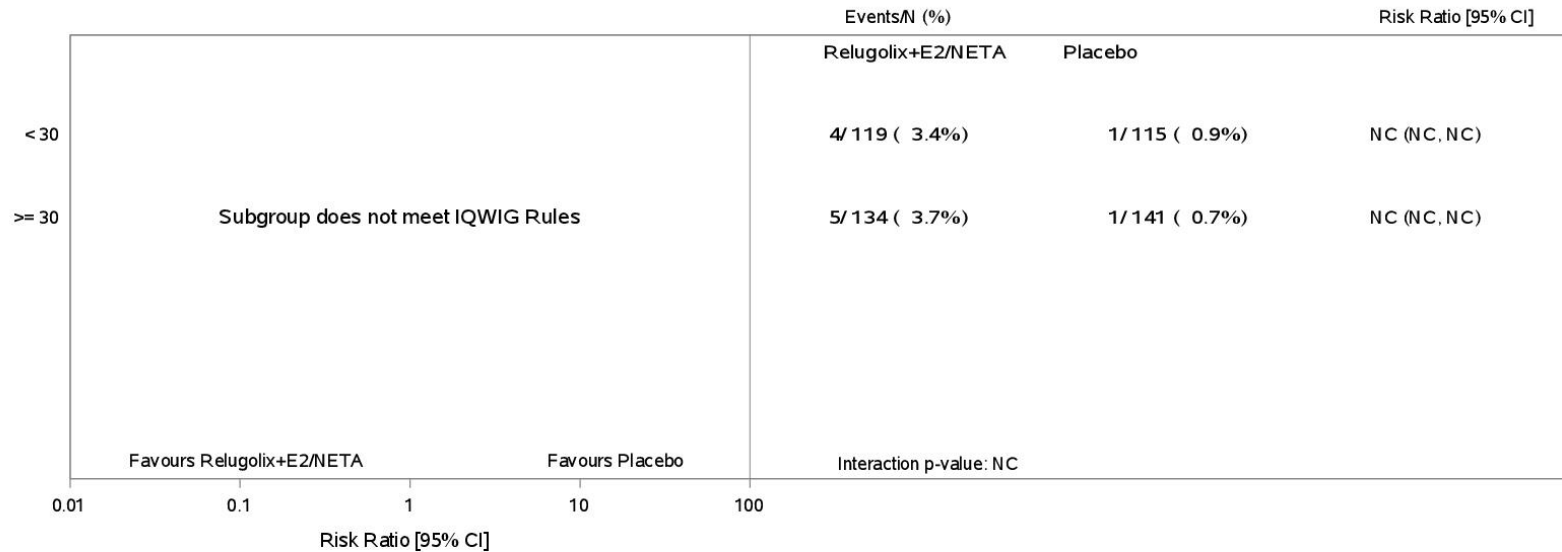 Events/N (%) Risk Ratio [95% CI]
Relugolix+E2/NETA Placebo
< 30 4/ 119 ( 3.4%) 1/ 115 ( 0.9%) NC (NC, NC)
>= 30 Subgroup does not meet IQWIG Rules 5/ 134 ( 3.7%) 1/ 141 ( 0.7%) NC (NC, NC)
Favours Relugolix+E2/NETA Favours Placebo Interaction p-value: NC
0.01 0.1 1 10 100
Risk Ratio [95% CI]